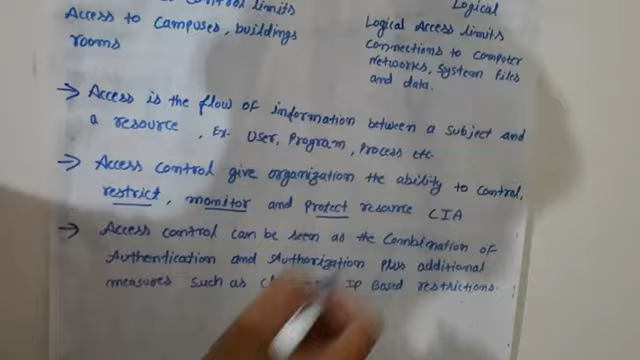 control limits
Access to Campuses, buildings
rooms
Logical
Logical Access limits
connections to computer
networks, system files
and data.
→ Access is the flow of information between a subject and
a resource, Ex. User, Program, Process etc.
→ Access control give organization the ability to control,
restrict, monitor and protect resource CIA
→ Access control can be seen as the Combination of
Authentication and Authorization plus additional
measures such as IP Based restrictions.